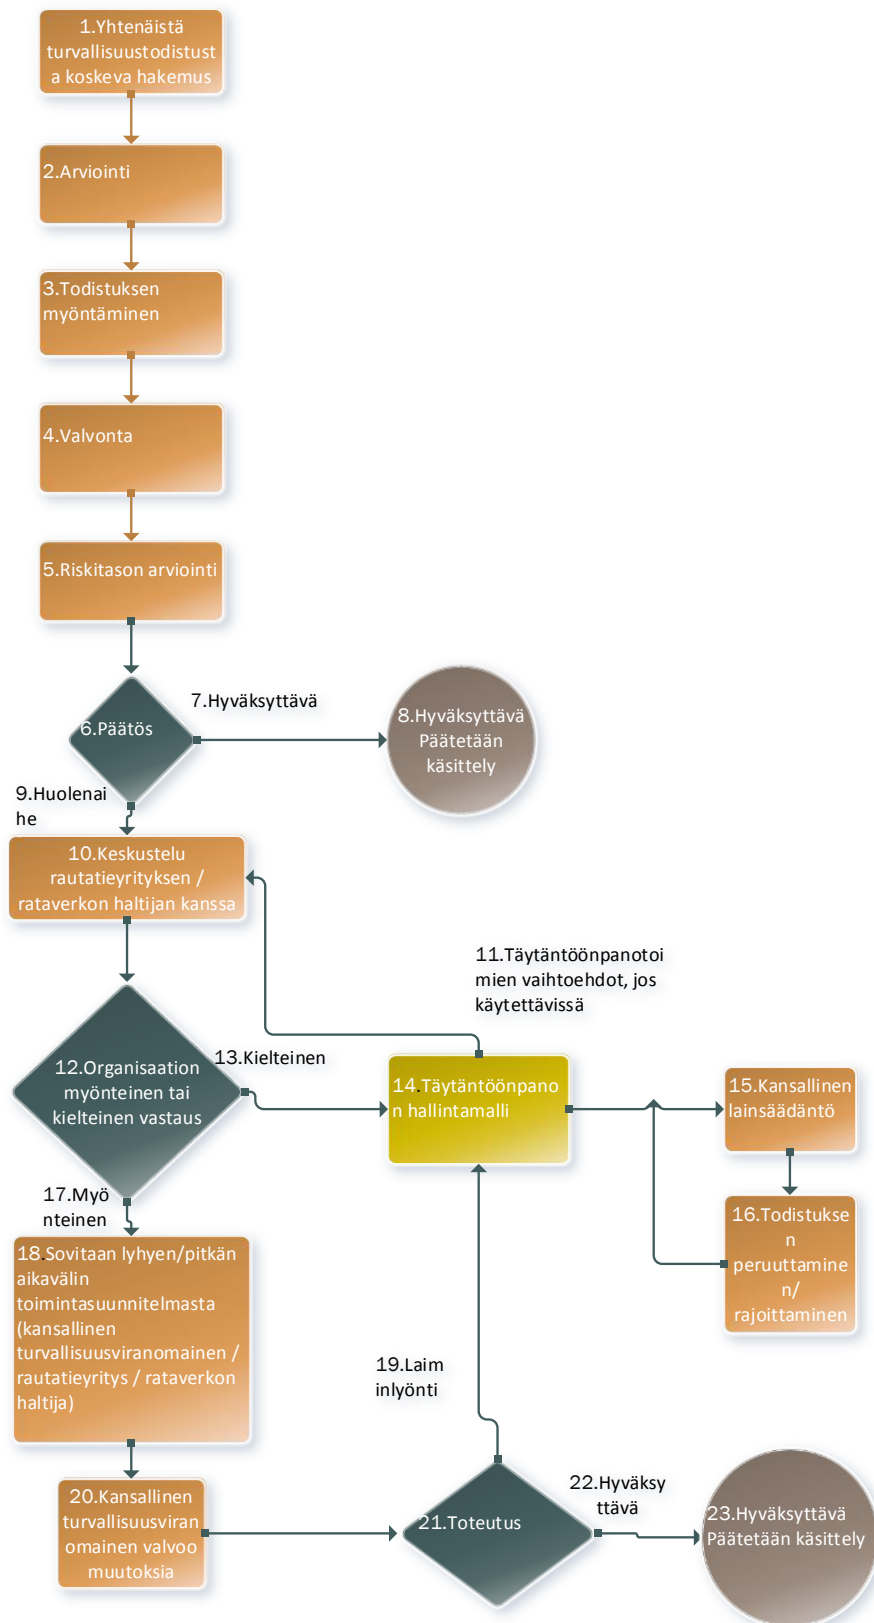 1.Yhtenäistä
turvallisuustodistust
a koskeva hakemus
2.Arviointi
3.Todistuksen
myöntäminen
4.Valvonta
5.Riskitason arviointi
6.Päätös
7.Hyväksyttävä
8.Hyväksyttävä
Päätetään
käsittely
9.Huolenai
he
10.Keskustelu
rautatieyrityksen /
rataverkon haltijan kanssa
11.Täytäntöönpanotoi
mien vaihtoehdot, jos
käytettävissä
12.Organisaation
myönteinen tai
kielteinen vastaus
13.Kielteinen
14.Täytäntöönpano
n hallintamalli
15.Kansallinen
lainsäädäntö
16.Todistukse
n
peruuttamine
n/
rajoittaminen
17.Myö
nteinen
18.Sovitaan lyhyen/pitkän
aikavälin
toimintasuunnitelmasta
(kansallinen
turvallisuusviranomainen /
rautatieyritys / rataverkon
haltija)
19.Laim
inlyönti
20.Kansallinen
turvallisuusviran
omainen valvoo
muutoksia
21.Toteutus
22.Hyväksy
ttävä
23.Hyväksyttävä
Päätetään käsittely